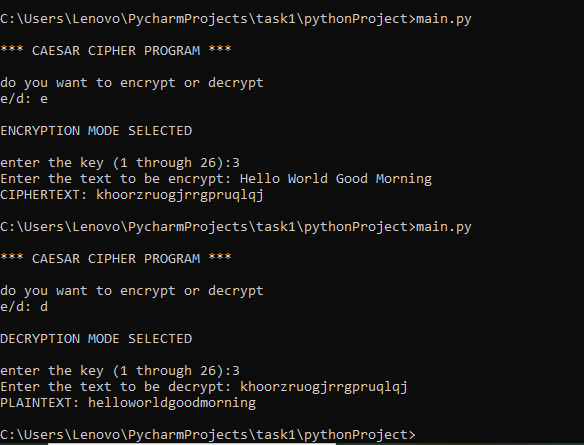 C:\Users\Lenovo\PycharmProjects\task1\pythonProject>main.py
*** CAESAR CIPHER PROGRAM ***
do you want to encrypt or decrypt
e/d: e
ENCRYPTION MODE SELECTED
enter the key (1 through 26):3
Enter the text to be encrypt: Hello World Good Morning
CIPHERTEXT: khoorzruogjrrgpruqlqj
C:\Users\Lenovo\PycharmProjects\task1\pythonProject>main.py
*** CAESAR CIPHER PROGRAM ***
do you want to encrypt or decrypt
e/d: d
DECRYPTION MODE SELECTED
enter the key (1 through 26):3
Enter the text to be decrypt: khoorzruogjrrgpruqlqj
PLAINTEXT: helloworldgoodmorning
C:\Users\Lenovo\PycharmProjects\task1\pythonProject>